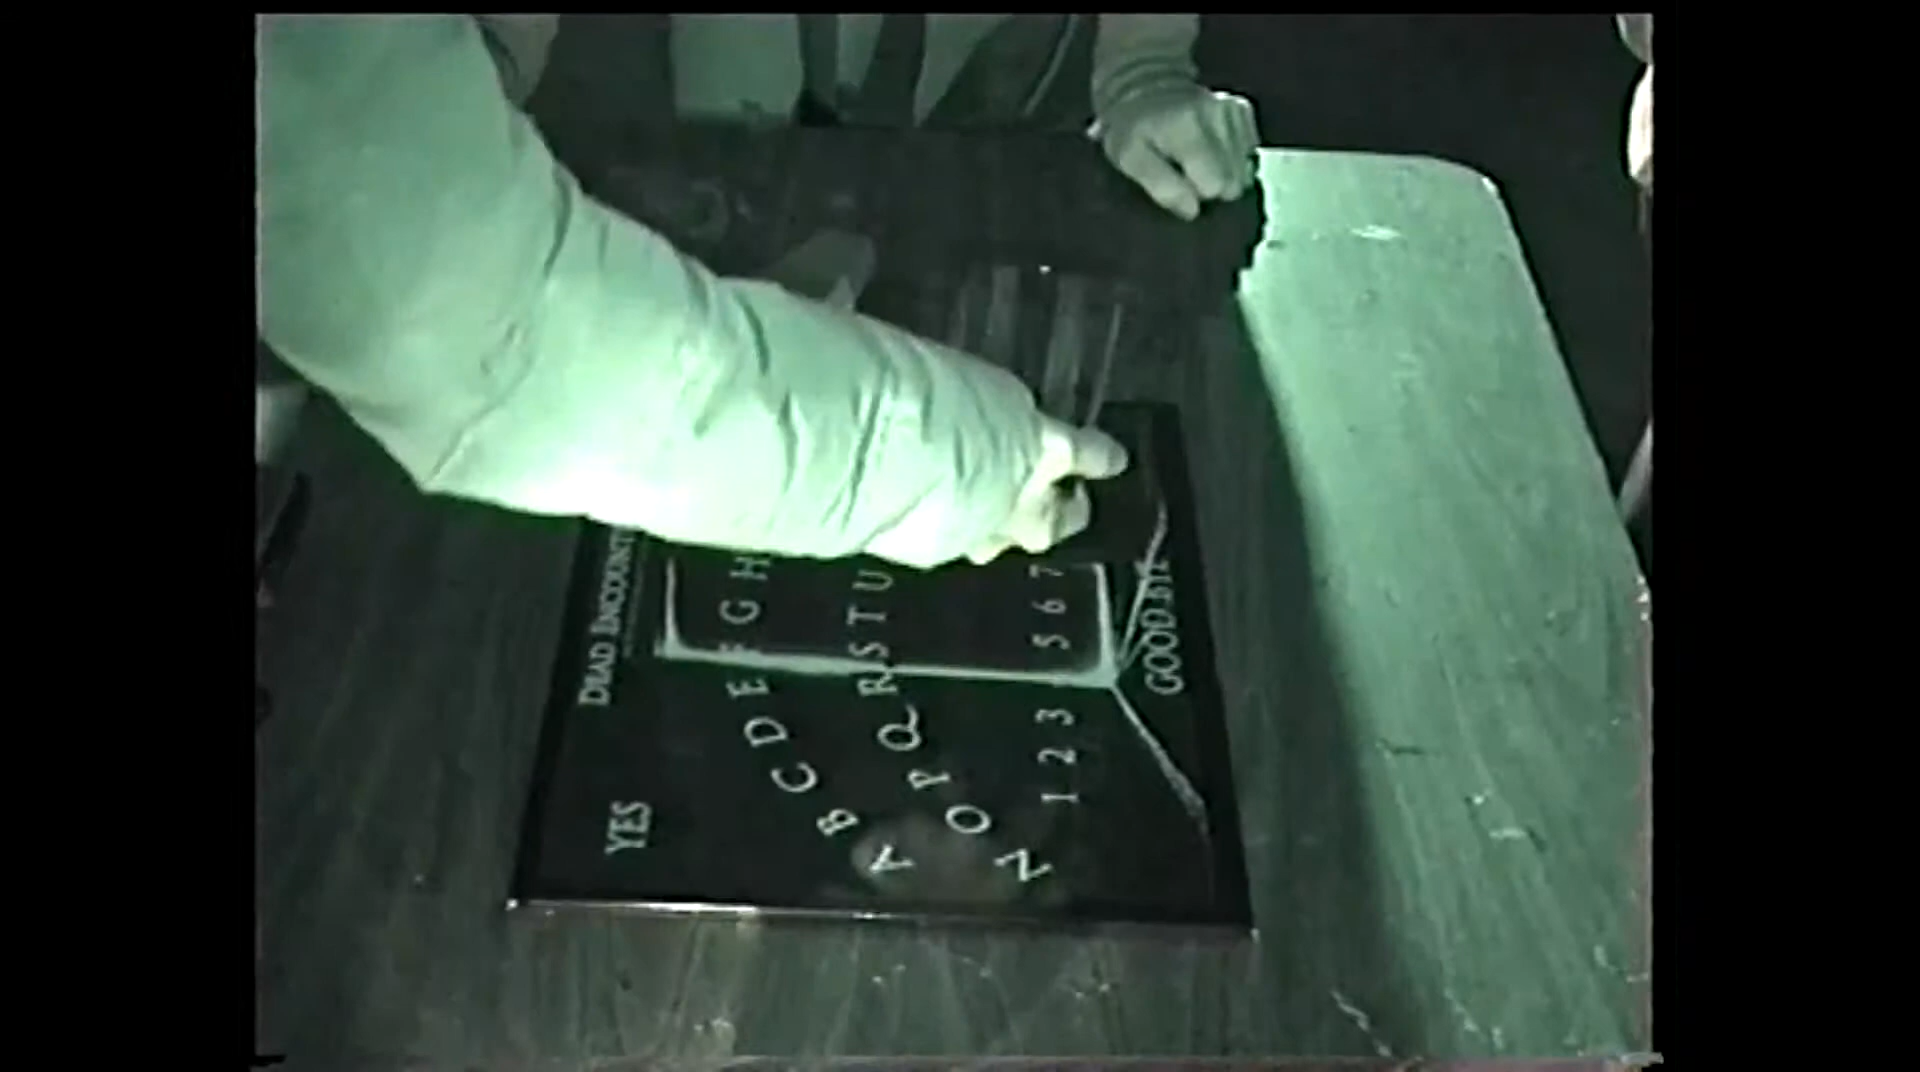 DEAD ENCOUNT
YES
A B C D E F G H
N O P Q R S T U
1 2 3 5 6 7
GOODBYE